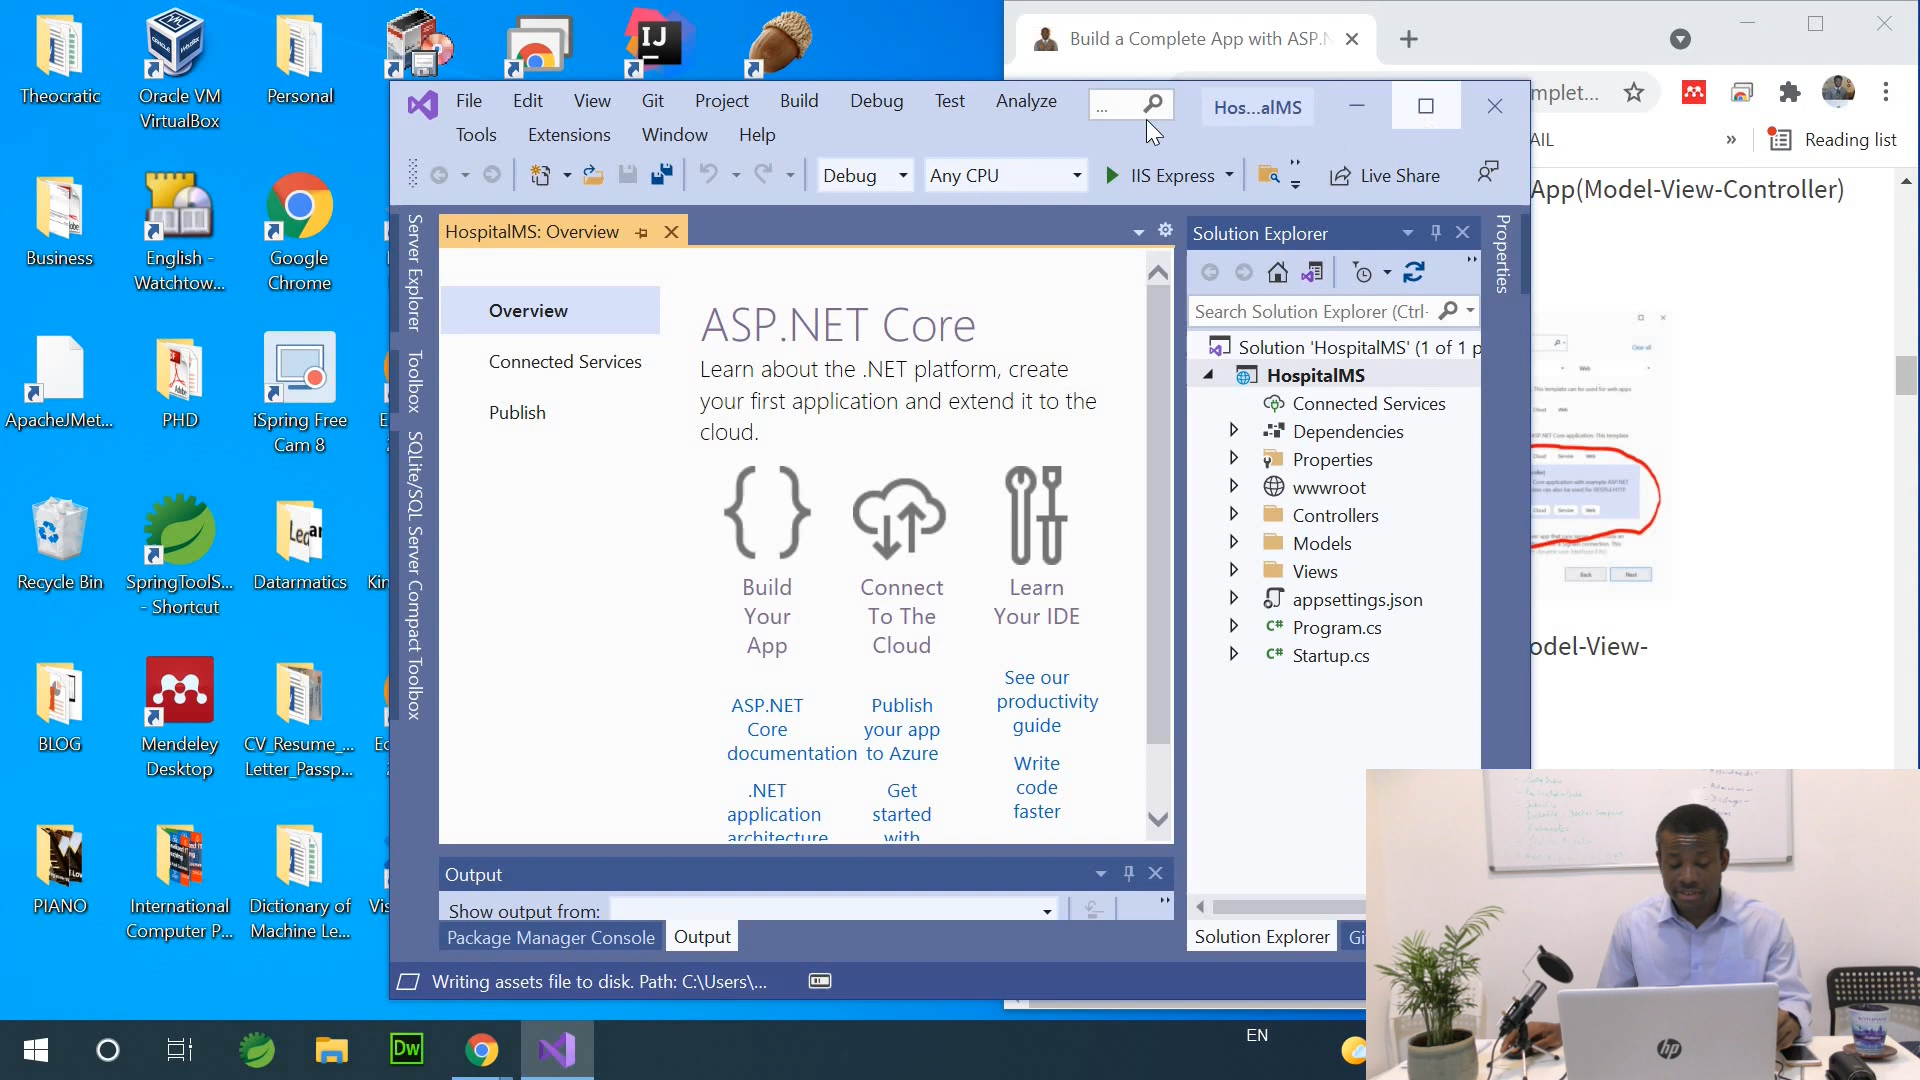 Theocratic
Oracle VM
VirtualBox
Personal
Business
English -
Watchtow...
Google
Chrome
ApacheJMet...
PHD
iSpring Free
Cam 8
Recycle Bin
SpringToolS...
- Shortcut
Datarmatics
BLOG
Mendeley
Desktop
CV_Resume_...
Letter_Passp...
PIANO
International
Computer P...
Dictionary of
Machine Le...
Build a Complete App with ASP.N
mplet...
AIL
»
Reading list
App(Model-View-Controller)
odel-View-
File
Edit
View
Git
Project
Build
Debug
Test
Analyze
...
Hos...alMS
Tools
Extensions
Window
Help
Debug
Any CPU
IIS Express
Live Share
Server Explorer
Toolbox
SQLite/SQL Server Compact Toolbox
HospitalMS: Overview
Overview
Connected Services
Publish
ASP.NET Core
Learn about the .NET platform, create
your first application and extend it to the
cloud.
Build
Your
App
Connect
To The
Cloud
Learn
Your IDE
ASP.NET
Core
documentation
Publish
your app
to Azure
See our
productivity
guide
.NET
application
architecture
Get
started
with
Write
code
faster
Solution Explorer
Search Solution Explorer (Ctrl-
Solution 'HospitalMS' (1 of 1 p
HospitalMS
Connected Services
Dependencies
Properties
wwwroot
Controllers
Models
Views
appsettings.json
C# Program.cs
C# Startup.cs
Properties
Output
Show output from:
Package Manager Console
Output
Solution Explorer
Gi
Writing assets file to disk. Path: C:\Users\...
Dw
EN
hp
IJ